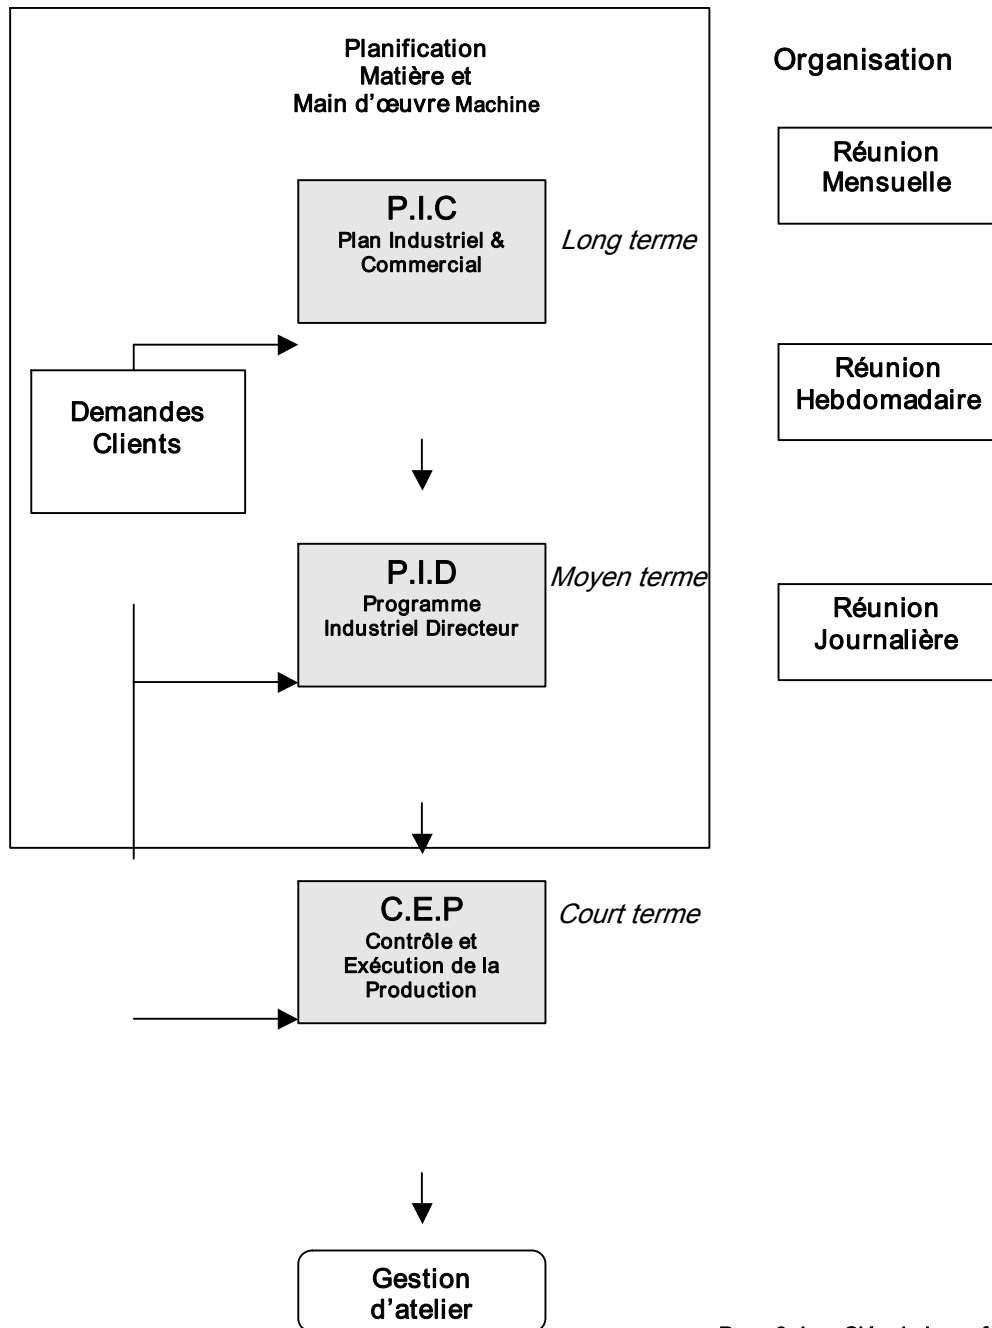 Planification
Matière et
Main d'œuvre Machine
Organisation
Réunion
Mensuelle
P.I.C
Plan Industriel &
Commercial
Long terme
Réunion
Hebdomadaire
Demandes
Clients
P.I.D
Programme
Industriel Directeur
Moyen terme
Réunion
Journalière
C.E.P
Contrôle et
Exécution de la
Production
Court terme
Gestion
d'atelier